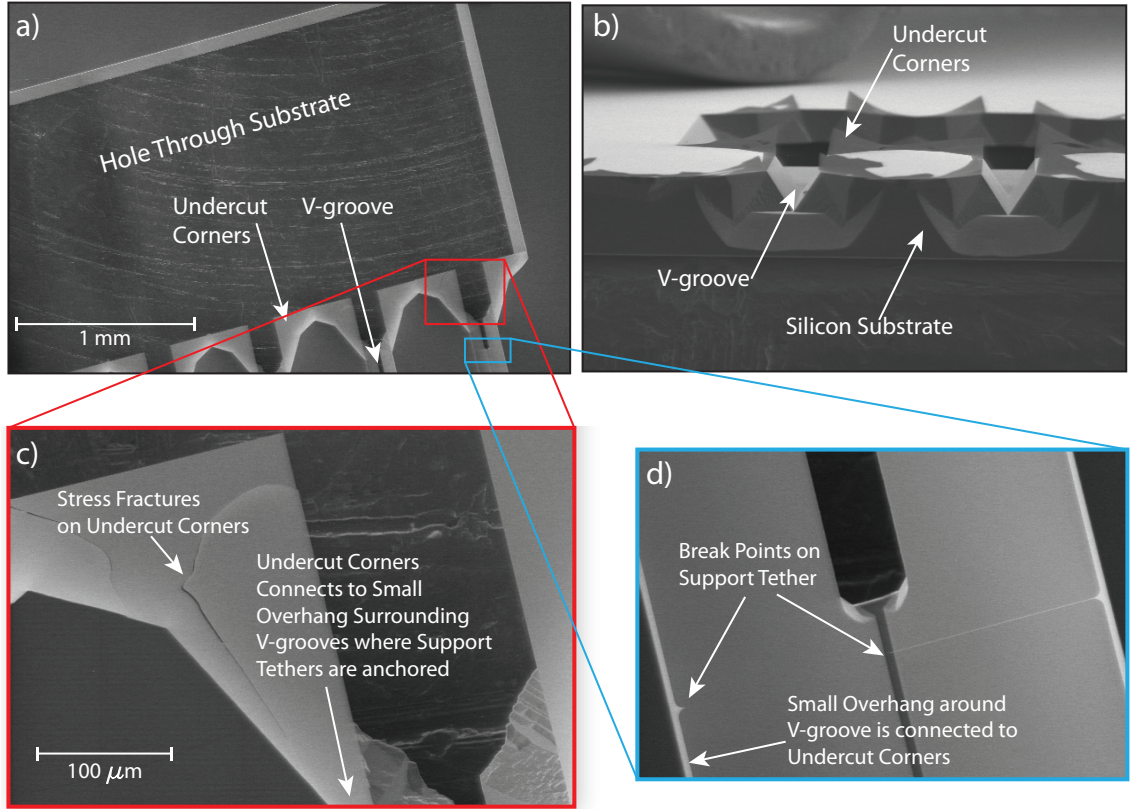 a)
Hole Through Substrate
Undercut
Corners
V-groove
1 mm
b)
Undercut
Corners
V-groove
Silicon Substrate
c)
Stress Fractures
on Undercut Corners
Undercut Corners
Connects to Small
Overhang Surrounding
V-grooves where Support
Tethers are anchored
100 μm
d)
Break Points on
Support Tether
Small Overhang around
V-groove is connected to
Undercut Corners